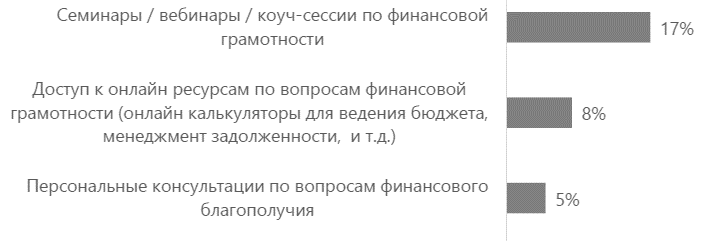 Семинары / вебинары / коуч-сессии по финансовой
грамотности
17%
Доступ к онлайн ресурсам по вопросам финансовой
грамотности (онлайн калькуляторы для ведения бюджета,
менеджмент задолженности, и т.д.)
8%
Персональные консультации по вопросам финансового
благополучия
5%